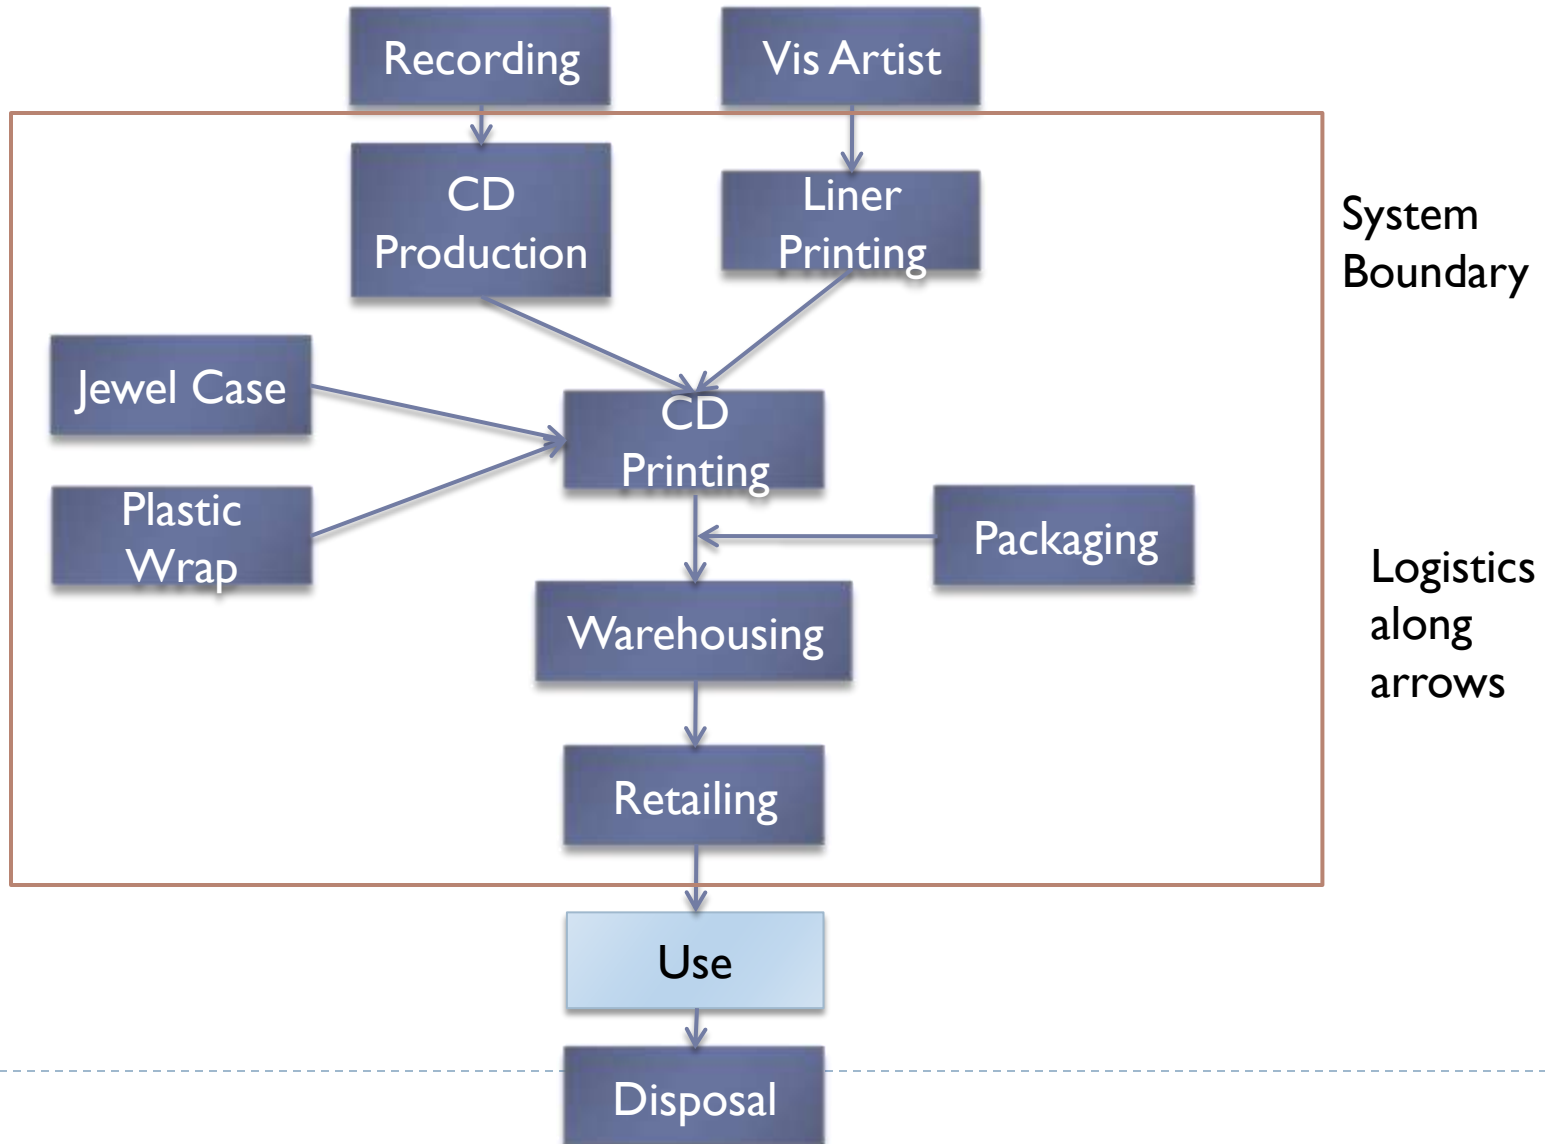 Recording
Vis Artist
CD
Production
Liner
Printing
System
Boundary
Jewel Case
CD
Printing
Plastic
Wrap
Packaging
Logistics
along
arrows
Warehousing
Retailing
Use
Disposal